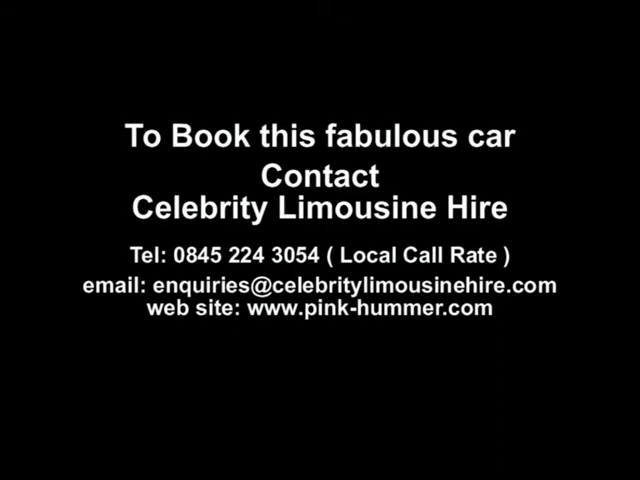 To Book this fabulous car
Contact
Celebrity Limousine Hire
Tel: 0845 224 3054 ( Local Call Rate )
email: enquiries@celebritylimousinehire.com
web site: www.pink-hummer.com